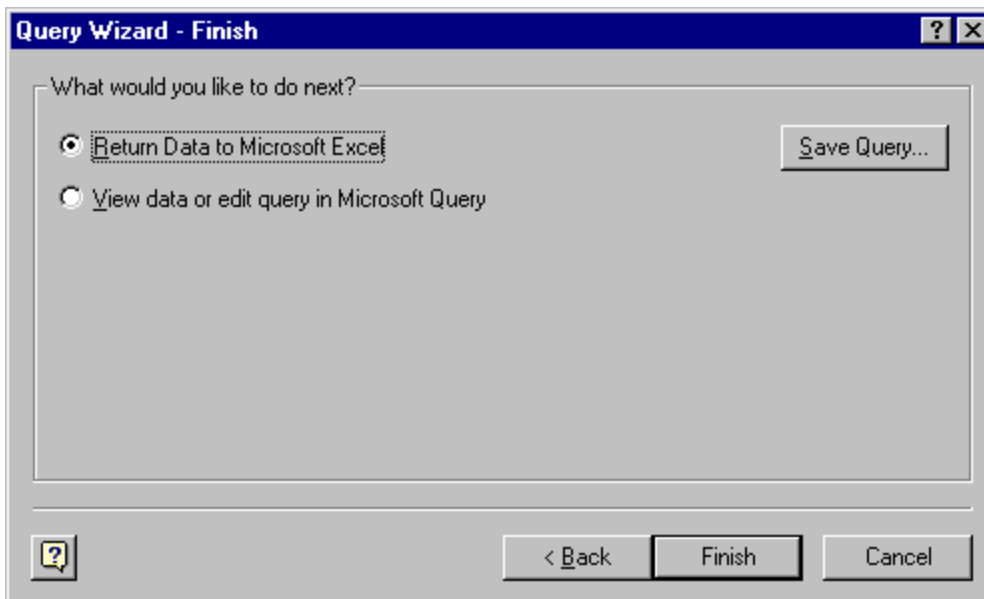 Query Wizard - Finish
What would you like to do next?
Return Data to Microsoft Excel
Save Query...
View data or edit query in Microsoft Query
< Back
Finish
Cancel